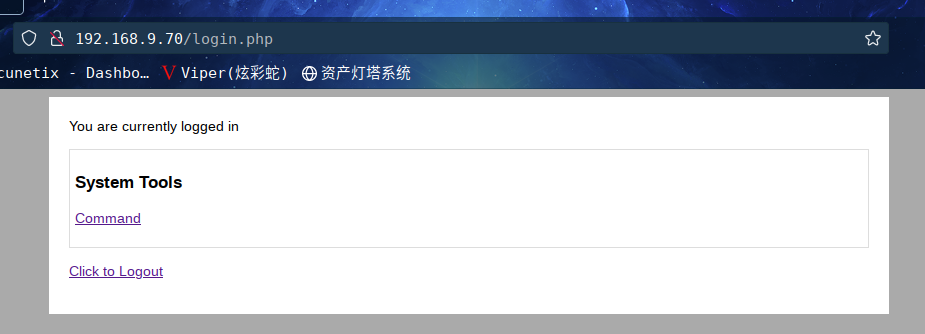 192.168.9.70/login.php
cunetix - Dashbo… Viper(炫彩蛇) 资产灯塔系统
You are currently logged in
System Tools
Command
Click to Logout